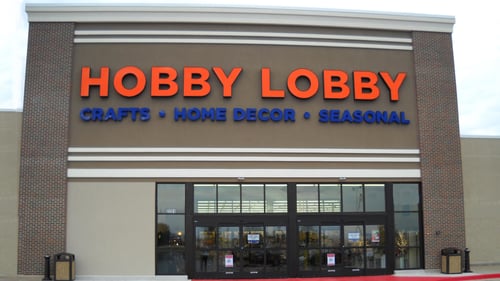 HOBBY LOBBY
CRAFTS • HOME DECOR • SEASONAL